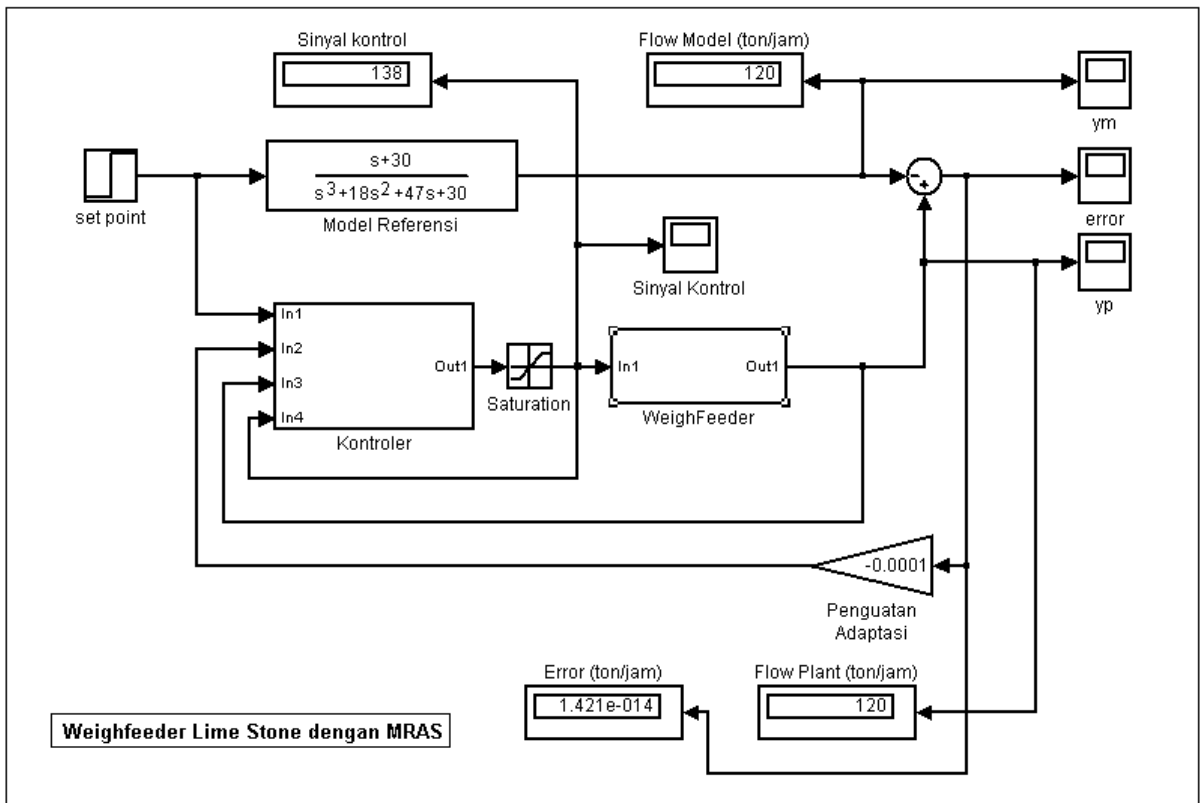 Sinyal kontrol
138
Flow Model (ton/jam)
120
ym
set point
s+30
s³+18s²+47s+30
Model Referensi
-
+
error
Sinyal Kontrol
yp
In1
In2
In3
In4
Out1
Kontroler
Saturation
In1
Out1
WeighFeeder
-0.0001
Penguatan
Adaptasi
Error (ton/jam)
1.421e-014
Flow Plant (ton/jam)
120
Weighfeeder Lime Stone dengan MRAS